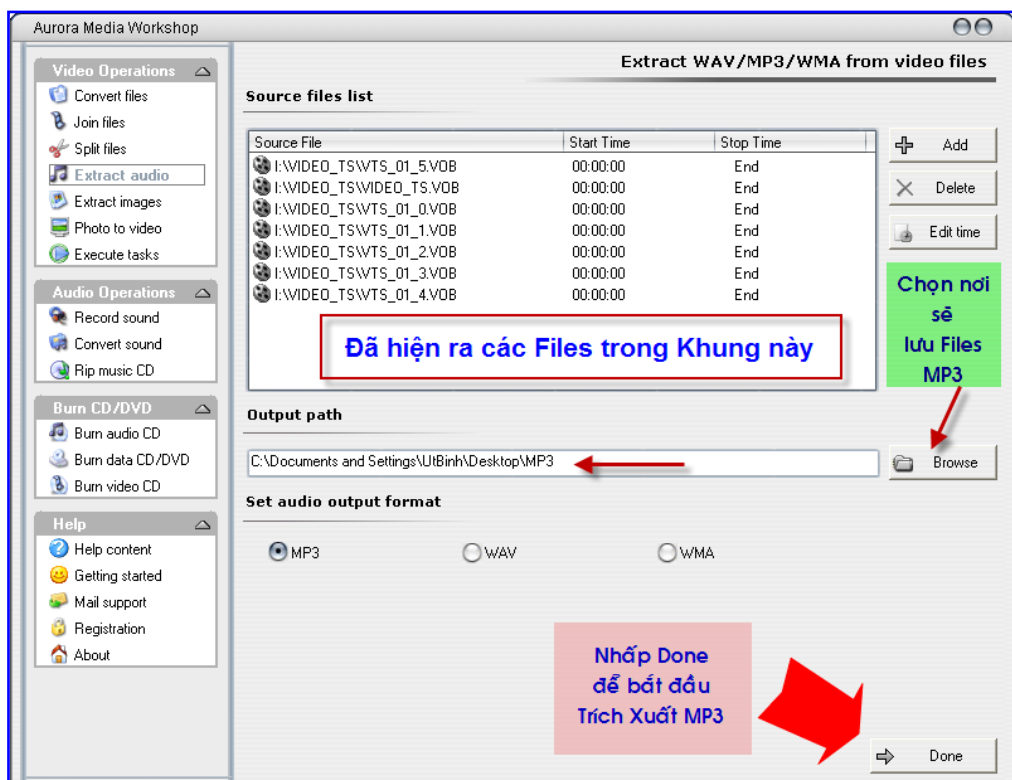 Aurora Media Workshop
Extract WAV/MP3/WMA from video files
Video Operations
Convert files
Join files
Split files
Extract audio
Extract images
Photo to video
Execute tasks
Audio Operations
Record sound
Convert sound
Rip music CD
Burn CD/DVD
Burn audio CD
Burn data CD/DVD
Burn video CD
Help
Help content
Getting started
Mail support
Registration
About
Source files list
Source File Start Time Stop Time
I:\VIDEO_TS\VTS_01_5.VOB 00:00:00 End
I:\VIDEO_TS\VIDEO_TS.VOB 00:00:00 End
I:\VIDEO_TS\VTS_01_0.VOB 00:00:00 End
I:\VIDEO_TS\VTS_01_1.VOB 00:00:00 End
I:\VIDEO_TS\VTS_01_2.VOB 00:00:00 End
I:\VIDEO_TS\VTS_01_3.VOB 00:00:00 End
I:\VIDEO_TS\VTS_01_4.VOB 00:00:00 End
Đã hiện ra các Files trong Khung này
Add
Delete
Edit time
Chọn nơi
sẽ
lưu Files
MP3
Output path
C:\Documents and Settings\UtBinh\Desktop\MP3
Browse
Set audio output format
MP3 WAV WMA
Nhấp Done
để bắt đầu
Trích Xuất MP3
Done